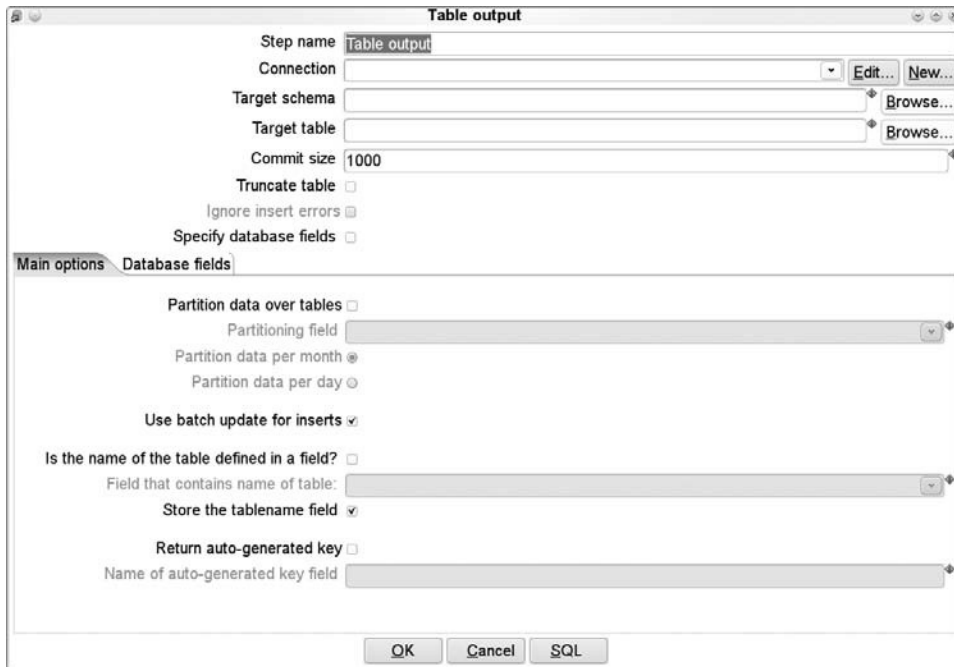 Table output
Step name Table output
Connection Edit... New...
Target schema Browse...
Target table Browse...
Commit size 1000
Truncate table
Ignore insert errors
Specify database fields
Main options Database fields
Partition data over tables
Partitioning field
Partition data per month
Partition data per day
Use batch update for inserts
Is the name of the table defined in a field?
Field that contains name of table:
Store the tablename field
Return auto-generated key
Name of auto-generated key field
OK Cancel SQL